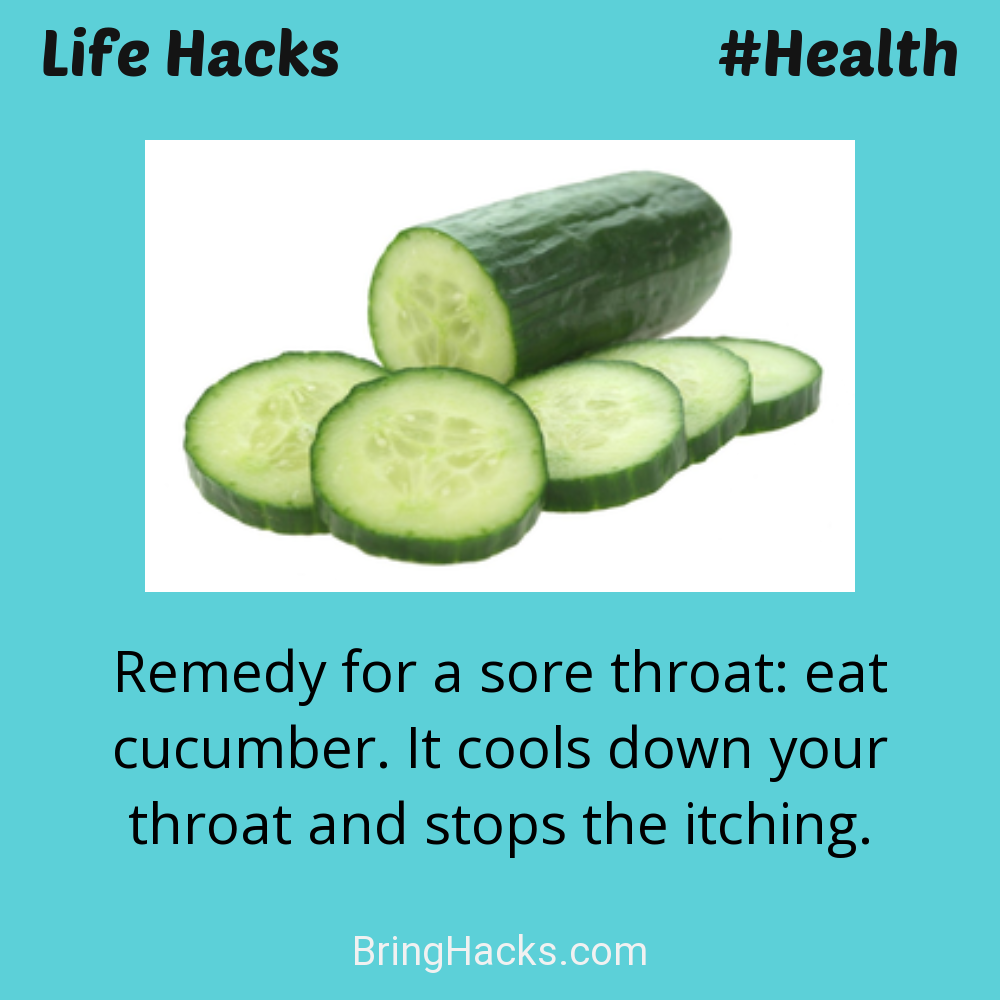 Life Hacks
#Health
Remedy for a sore throat: eat
cucumber. It cools down your
throat and stops the itching.
BringHacks.com